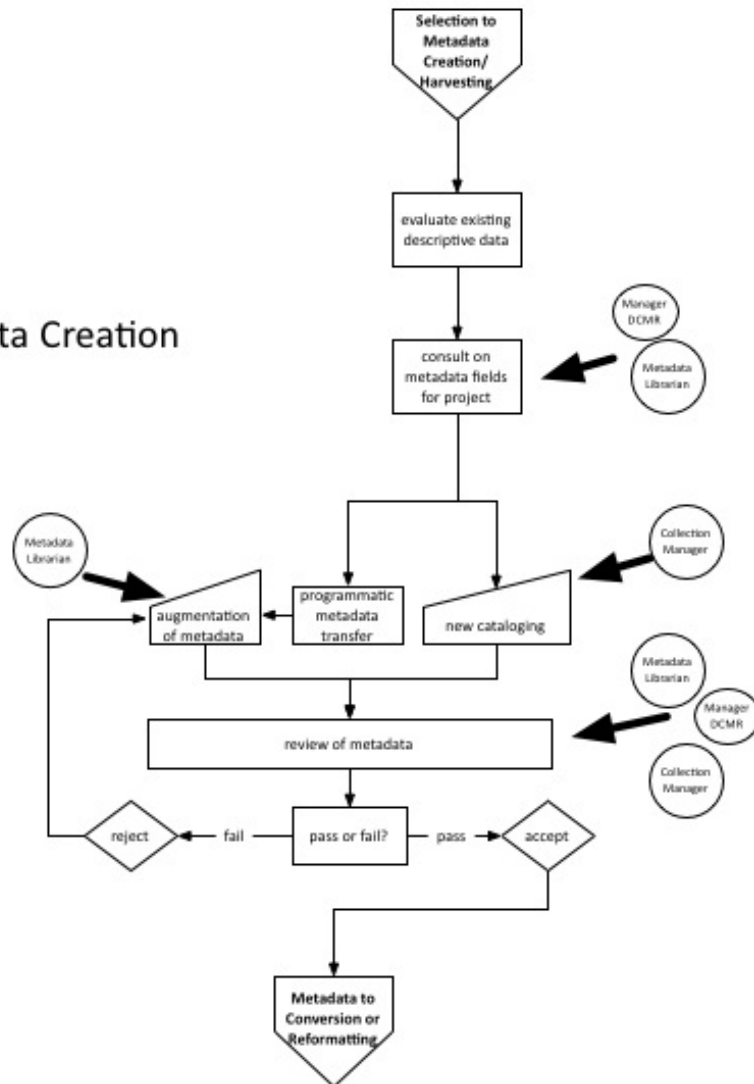 Selection to
Metadata
Creation/
Harvesting
evaluate existing
descriptive data
ta Creation
Manager
DCMR
consult on
metadata fields
for project
Metadata
Librarian
Metadata
Librarian
Collection
Manager
augmentation
of metadata
programmatic
metadata
transfer
new cataloging
Metadata
Librarian
Manager
DCMR
review of metadata
Collection
Manager
reject
fail
pass or fail?
pass
accept
Metadata to
Conversion or
Reformatting